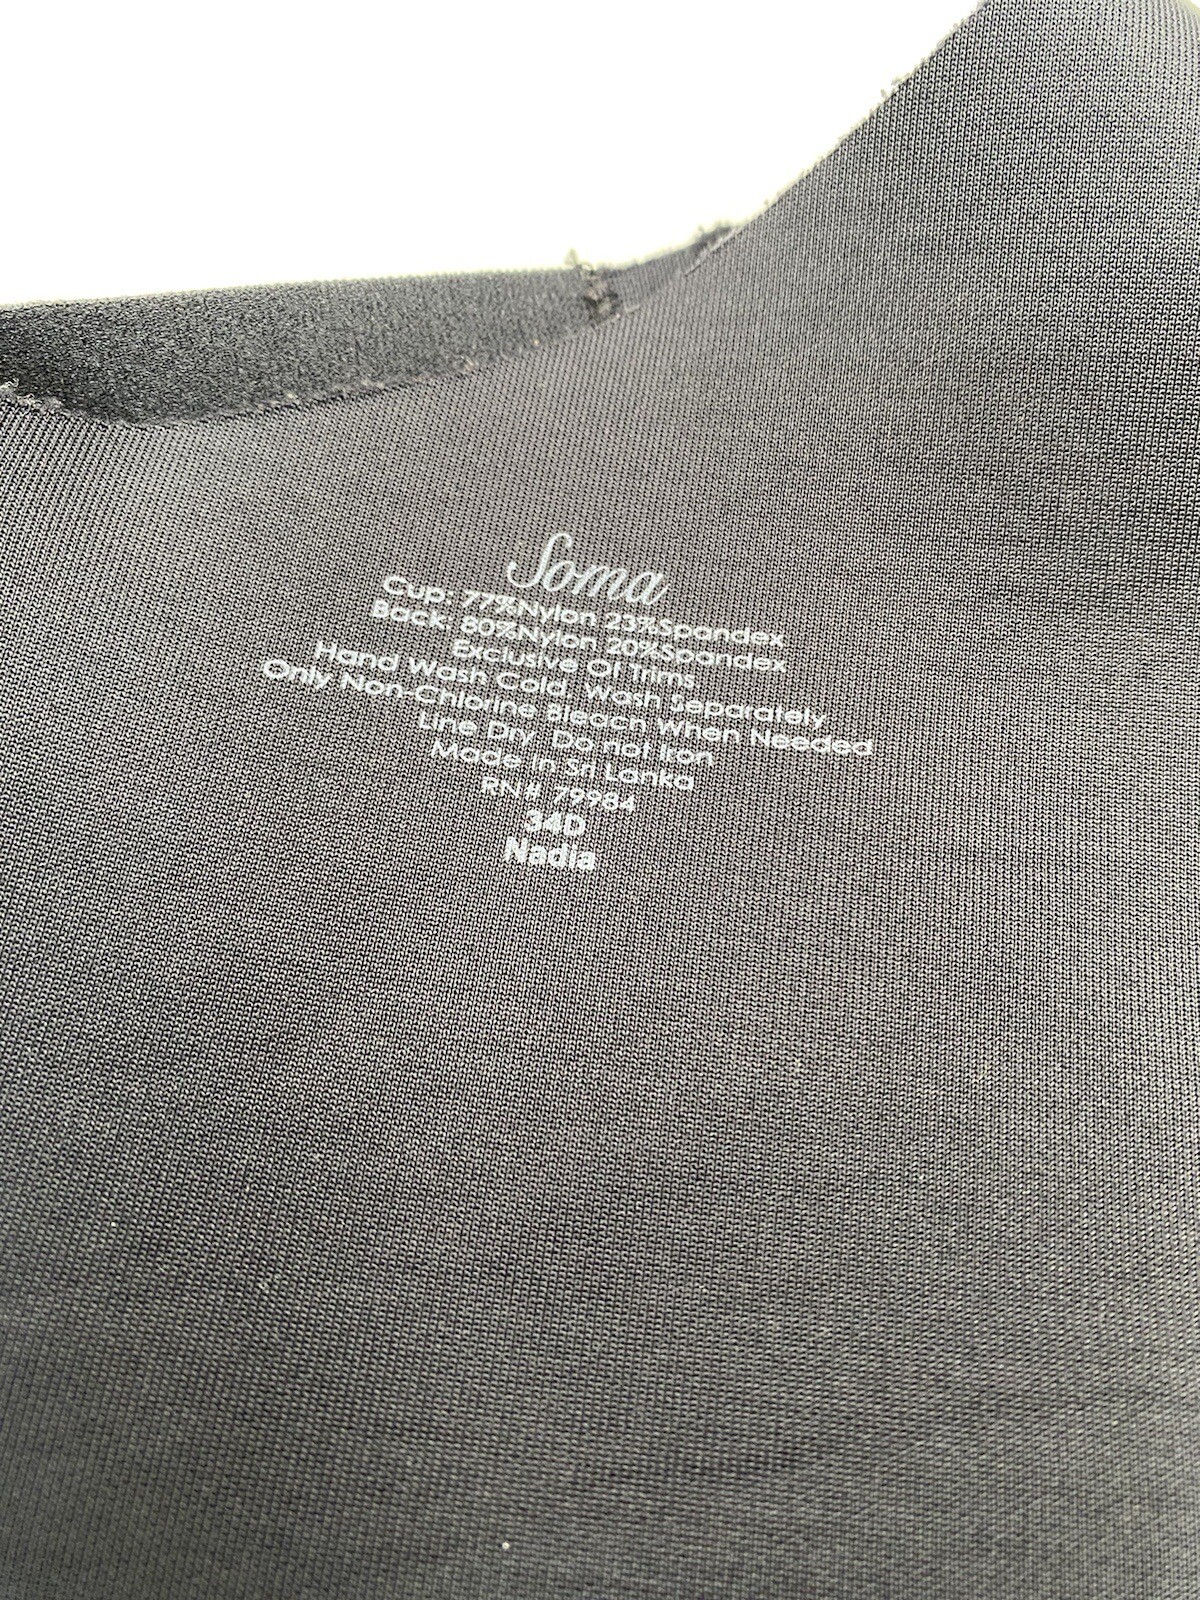 Soma
Cup: 77%Nylon 23%Spandex
Back: 80%Nylon 20%Spandex
Exclusive Of Trims
Hand Wash Cold, Wash Separately
Only Non-Chlorine Bleach When Needed
Line Dry, Do not Iron
Made in Sri Lanka
RN# 79984
34D
Nadia